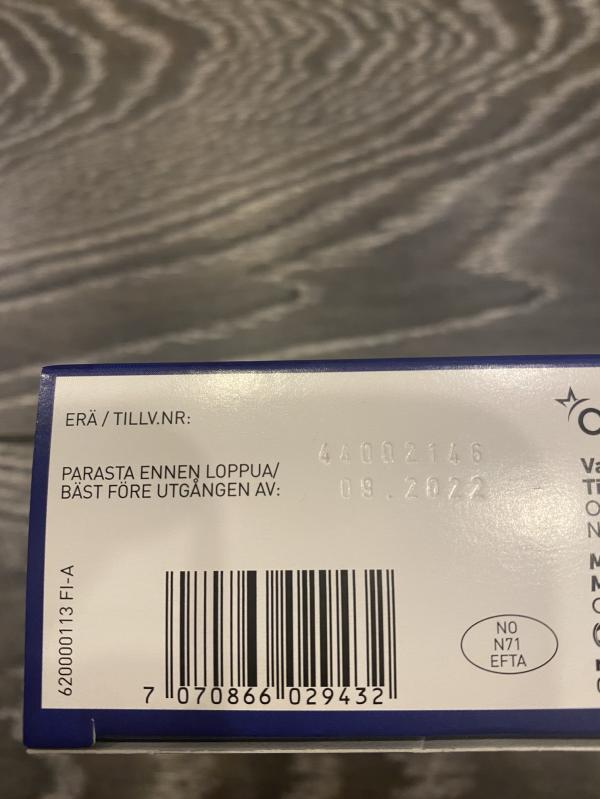 ERÄ / TILLV.NR:
44002146
PARASTA ENNEN LOPPUA/
BÄST FÖRE UTGÅNGEN AV:
09.2022
620000113 FI-A
7 070866 029432
NO
N71
EFTA